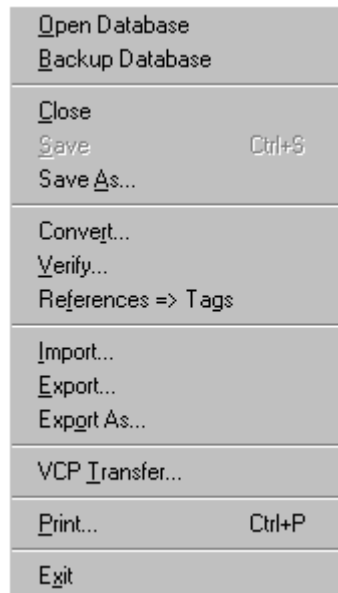 Open Database
Backup Database
Close
Save Ctrl+S
Save As...
Convert...
Verify...
References => Tags
Import...
Export...
Export As...
VCP Transfer...
Print... Ctrl+P
Exit